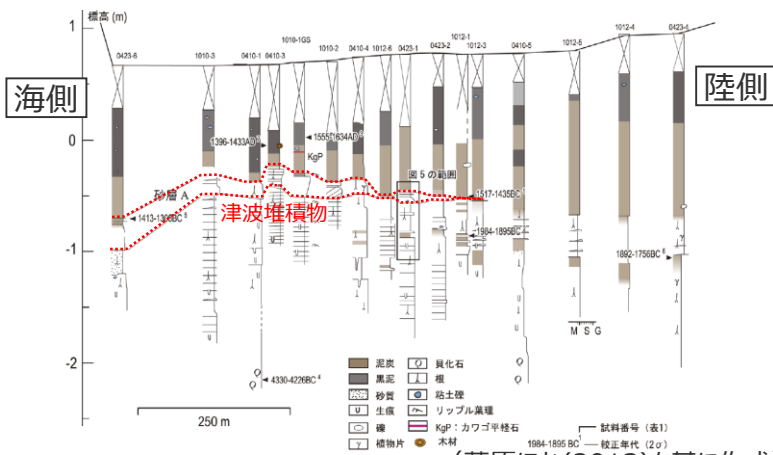 標高 (m)
1
0
-1
-2
海側
陸側
0423-6
1010-3
0410-1
0410-3
1010-1GS
1010-2
0410-4
1012-6
0423-1
0423-2
1012-1
1012-3
0410-5
1012-5
1012-4
0423-4
1396-1433AD
1555-1634AD
KgP
図 5 の範囲
砂層 A
津波堆積物
1517-1435BC
1984-1895BC
1892-1756BC 6
4330-4226BC 4
M S G
250 m
泥炭
黒泥
砂質
生痕
礫
植物片
貝化石
根
粘土礫
リップル葉理
KgP：カワゴ平軽石
木材
試料番号（表1）
1984-1895 BC 1
較正年代（2σ）